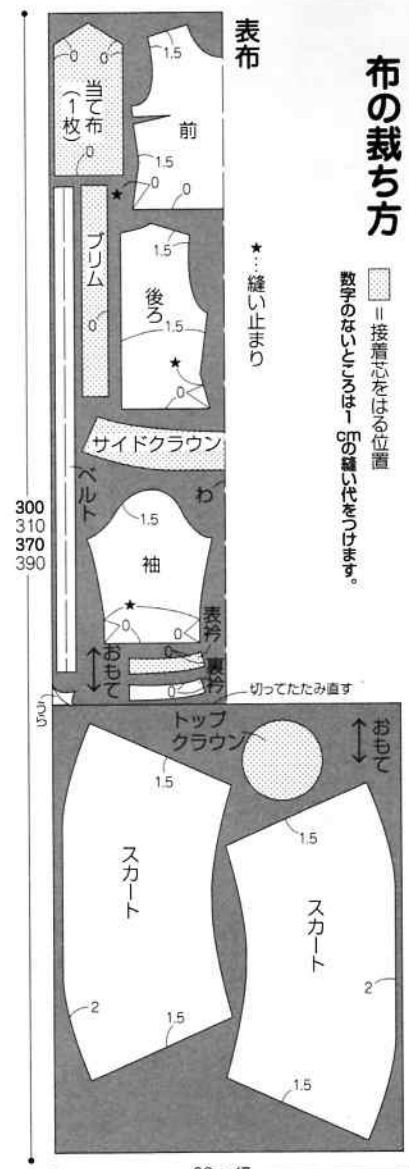 布の裁ち方
＝接着芯をはる位置
数字のないところは1cmの縫い代をつけます。
表布
★…縫い止まり
0
0
当て布
（1枚）
0
1.5
前
1.5
★
0
0
ブリム
0
1.5
後ろ
1.5
★
0
サイドクラウン
ベルト
わ
1.5
袖
★
0
0
表衿
0
裏衿
0
おもて
うら
切ってたたみ直す
300
310
370
390
トップ
クラウン
おもて
1.5
スカート
2
1.5
1.5
スカート
2
1.5